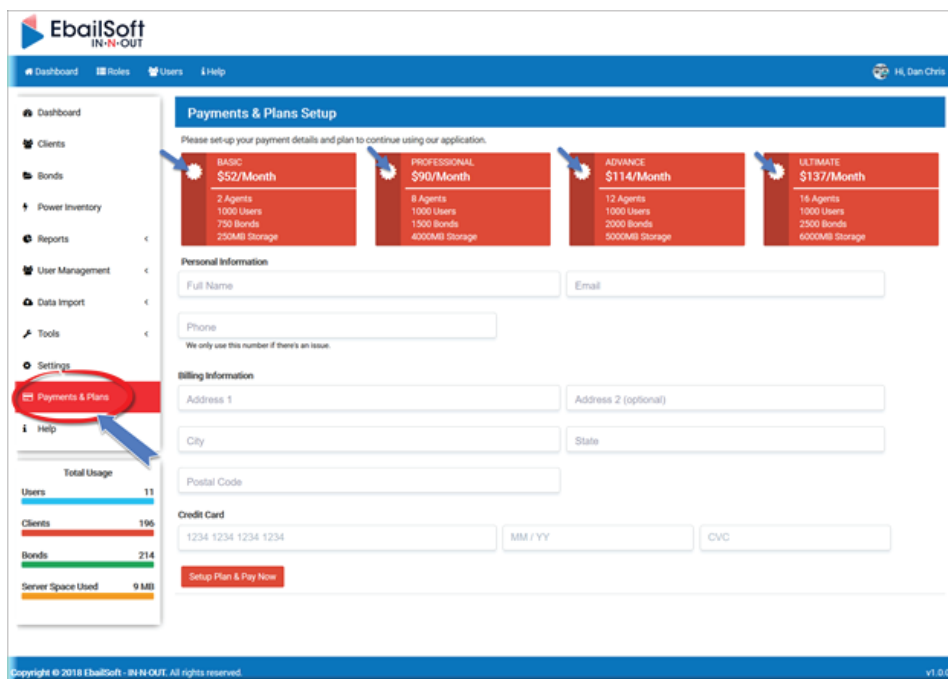 EbailSoft
IN-N-OUT
Dashboard Roles Users Help Hi, Dan Chris
Dashboard
Clients
Bonds
Power Inventory
Reports
User Management
Data Import
Tools
Settings
Payments & Plans
Help
Total Usage
Users 11
Clients 196
Bonds 214
Server Space Used 9 MB
Payments & Plans Setup
Please set-up your payment details and plan to continue using our application.
BASIC
$52/Month
2 Agents
1000 Users
750 Bonds
250MB Storage
PROFESSIONAL
$90/Month
8 Agents
1000 Users
1500 Bonds
4000MB Storage
ADVANCE
$114/Month
12 Agents
1000 Users
2000 Bonds
5000MB Storage
ULTIMATE
$137/Month
16 Agents
1000 Users
2500 Bonds
6000MB Storage
Personal Information
Full Name Email
Phone
We only use this number if there's an issue.
Billing Information
Address 1 Address 2 (optional)
City State
Postal Code
Credit Card
1234 1234 1234 1234 MM / YY CVC
Setup Plan & Pay Now
Copyright © 2018 EbailSoft - IN-N-OUT. All rights reserved. v1.0.9